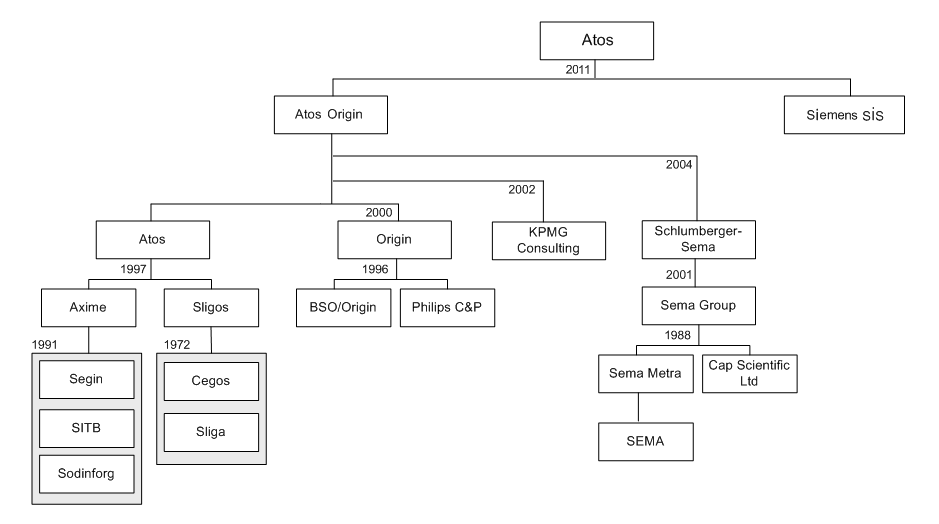 Atos
2011
Atos Origin
Siemens SiS
2004
2002
2000
Atos
Origin
KPMG
Consulting
Schlumberger-
Sema
1997
1996
2001
Axime
Sligos
BSO/Origin
Philips C&P
Sema Group
1988
1991
1972
Segin
Cegos
Sema Metra
Cap Scientific
Ltd
SITB
Sliga
SEMA
Sodinforg